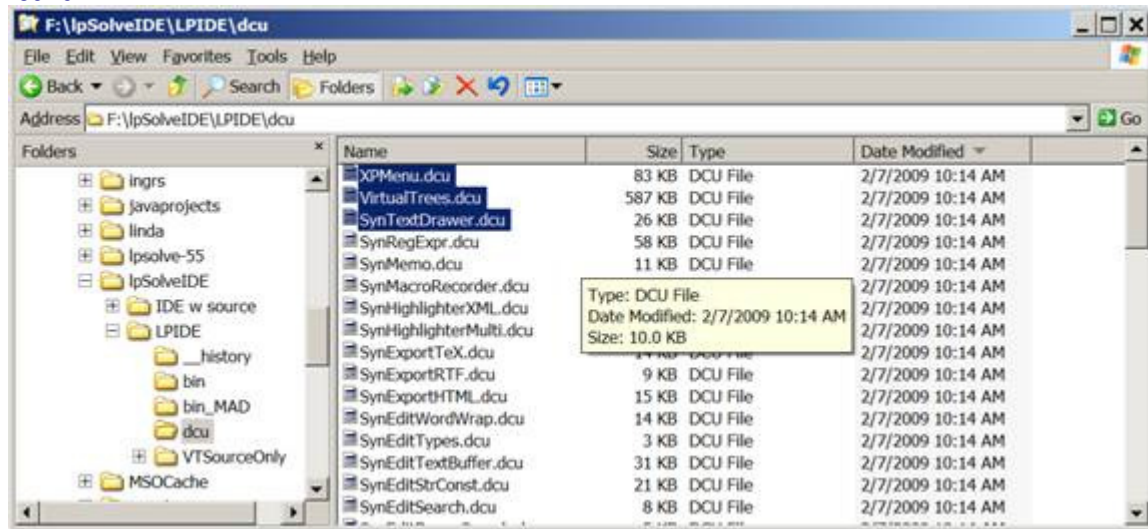 F:\lpSolveIDE\LPIDE\dcu
File Edit View Favorites Tools Help
Back Search Folders
Address F:\lpSolveIDE\LPIDE\dcu Go
Folders
ingrs
javaprojects
linda
lpsolve-55
lpSolveIDE
IDE w source
LPIDE
__history
bin
bin_MAD
dcu
VTSourceOnly
MSOCache
Name Size Type Date Modified
XPMenu.dcu 83 KB DCU File 2/7/2009 10:14 AM
VirtualTrees.dcu 587 KB DCU File 2/7/2009 10:14 AM
SynTextDrawer.dcu 26 KB DCU File 2/7/2009 10:14 AM
SynRegExpr.dcu 58 KB DCU File 2/7/2009 10:14 AM
SynMemo.dcu 11 KB DCU File 2/7/2009 10:14 AM
SynMacroRecorder.dcu 2/7/2009 10:14 AM
SynHighlighterXML.dcu 2/7/2009 10:14 AM
SynHighlighterMulti.dcu 2/7/2009 10:14 AM
SynExportTeX.dcu 2/7/2009 10:14 AM
SynExportRTF.dcu 9 KB DCU File 2/7/2009 10:14 AM
SynExportHTML.dcu 15 KB DCU File 2/7/2009 10:14 AM
SynEditWordWrap.dcu 14 KB DCU File 2/7/2009 10:14 AM
SynEditTypes.dcu 3 KB DCU File 2/7/2009 10:14 AM
SynEditTextBuffer.dcu 31 KB DCU File 2/7/2009 10:14 AM
SynEditStrConst.dcu 21 KB DCU File 2/7/2009 10:14 AM
SynEditSearch.dcu 8 KB DCU File 2/7/2009 10:14 AM
Type: DCU File
Date Modified: 2/7/2009 10:14 AM
Size: 10.0 KB